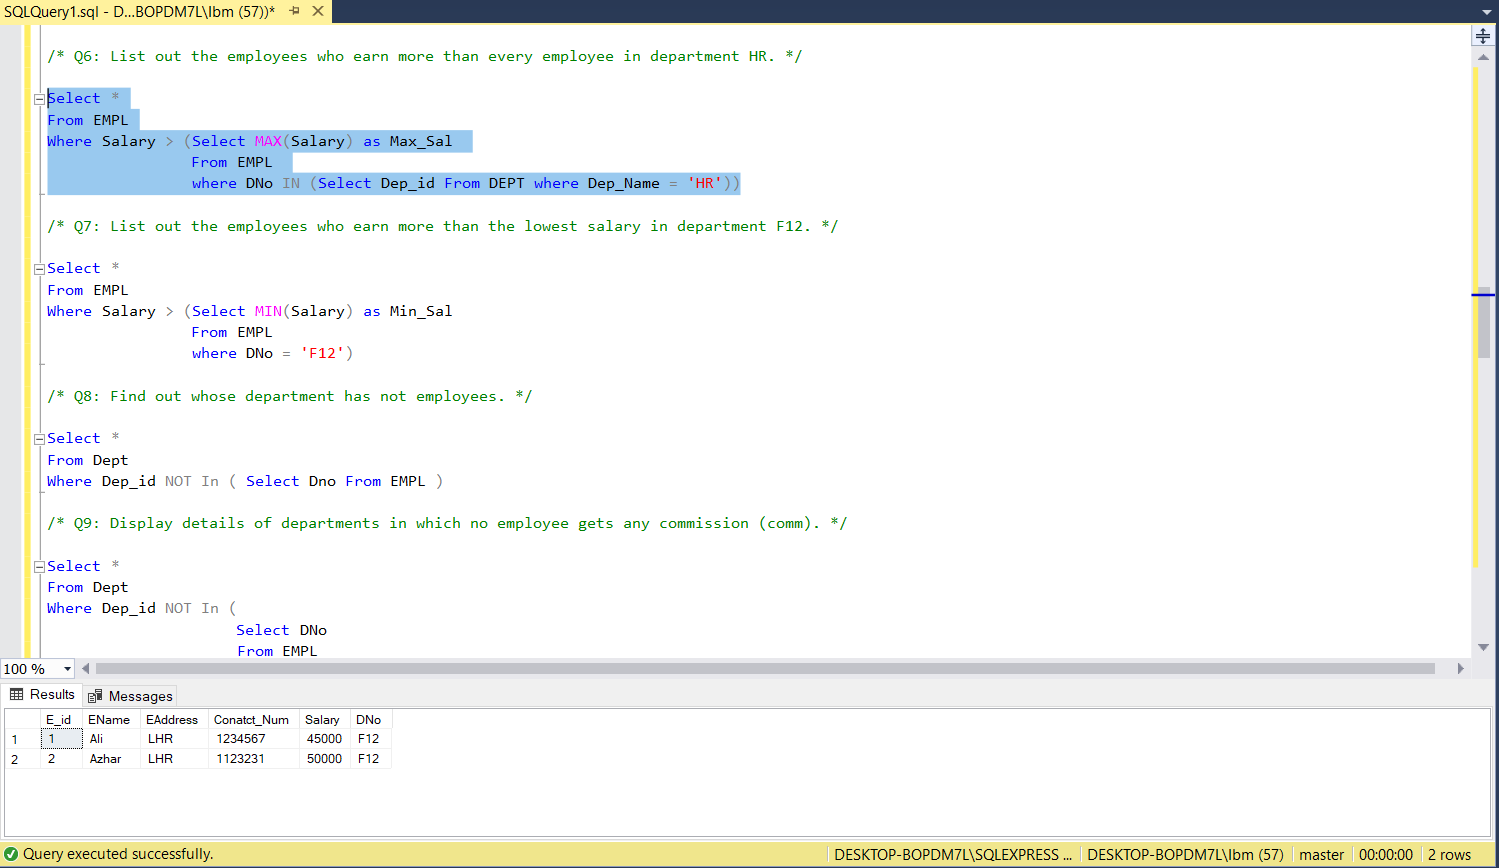 SQLQuery1.sql - D...BOPDM7L\Ibm (57))*
/* Q6: List out the employees who earn more than every employee in department HR. */
Select *
From EMPL
Where Salary > (Select MAX(Salary) as Max_Sal
From EMPL
where DNo IN (Select Dep_id From DEPT where Dep_Name = 'HR'))
/* Q7: List out the employees who earn more than the lowest salary in department F12. */
Select *
From EMPL
Where Salary > (Select MIN(Salary) as Min_Sal
From EMPL
where DNo = 'F12')
/* Q8: Find out whose department has not employees. */
Select *
From Dept
Where Dep_id NOT In ( Select Dno From EMPL )
/* Q9: Display details of departments in which no employee gets any commission (comm). */
Select *
From Dept
Where Dep_id NOT In (
Select DNo
From EMPL
100 %
Results Messages
E_id EName EAddress Conatct_Num Salary DNo
1 1 Ali LHR 1234567 45000 F12
2 2 Azhar LHR 1123231 50000 F12
Query executed successfully. DESKTOP-BOPDM7L\SQLEXPRESS ... DESKTOP-BOPDM7L\Ibm (57) master 00:00:00 2 rows